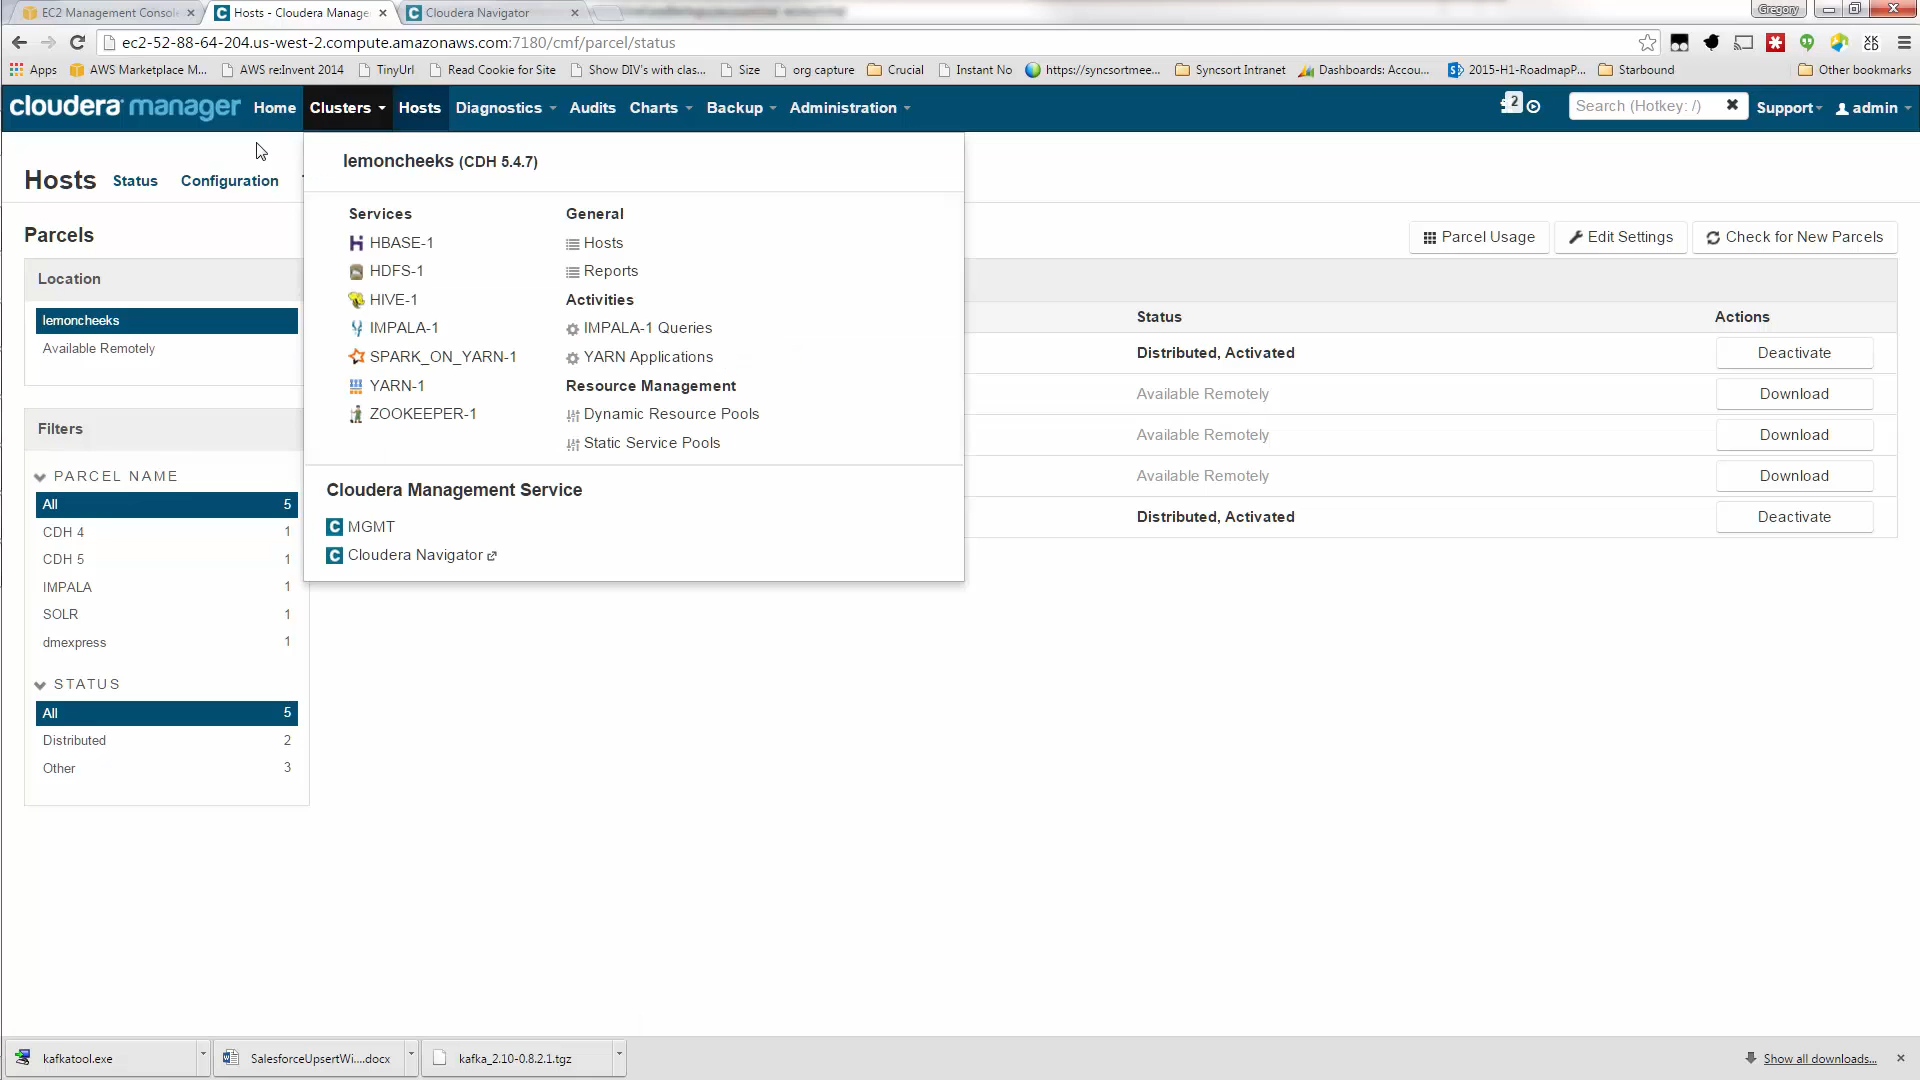 EC2 Management Consol
Hosts - Cloudera Manage
Cloudera Navigator
Gregory
ec2-52-88-64-204.us-west-2.compute.amazonaws.com:7180/cmf/parcel/status
Apps
AWS Marketplace M...
AWS re:Invent 2014
TinyUrl
Read Cookie for Site
Show DIV's with clas...
Size
org capture
Crucial
Instant No
https://syncsortmee...
Syncsort Intranet
Dashboards: Accou...
2015-H1-RoadmapP...
Starbound
Other bookmarks
cloudera manager
Home
Clusters
Hosts
Diagnostics
Audits
Charts
Backup
Administration
2
Search (Hotkey: /)
Support
admin
Hosts
Status
Configuration
lemoncheeks (CDH 5.4.7)
Services
HBASE-1
HDFS-1
HIVE-1
IMPALA-1
SPARK_ON_YARN-1
YARN-1
ZOOKEEPER-1
General
Hosts
Reports
Activities
IMPALA-1 Queries
YARN Applications
Resource Management
Dynamic Resource Pools
Static Service Pools
Cloudera Management Service
MGMT
Cloudera Navigator
Parcels
Parcel Usage
Edit Settings
Check for New Parcels
Location
lemoncheeks
Available Remotely
Filters
PARCEL NAME
All 5
CDH 4 1
CDH 5 1
IMPALA 1
SOLR 1
dmexpress 1
STATUS
All 5
Distributed 2
Other 3
Status Actions
Distributed, Activated Deactivate
Available Remotely Download
Available Remotely Download
Available Remotely Download
Distributed, Activated Deactivate
kafkatool.exe
SalesforceUpsertWi....docx
kafka_2.10-0.8.2.1.tgz
Show all downloads...